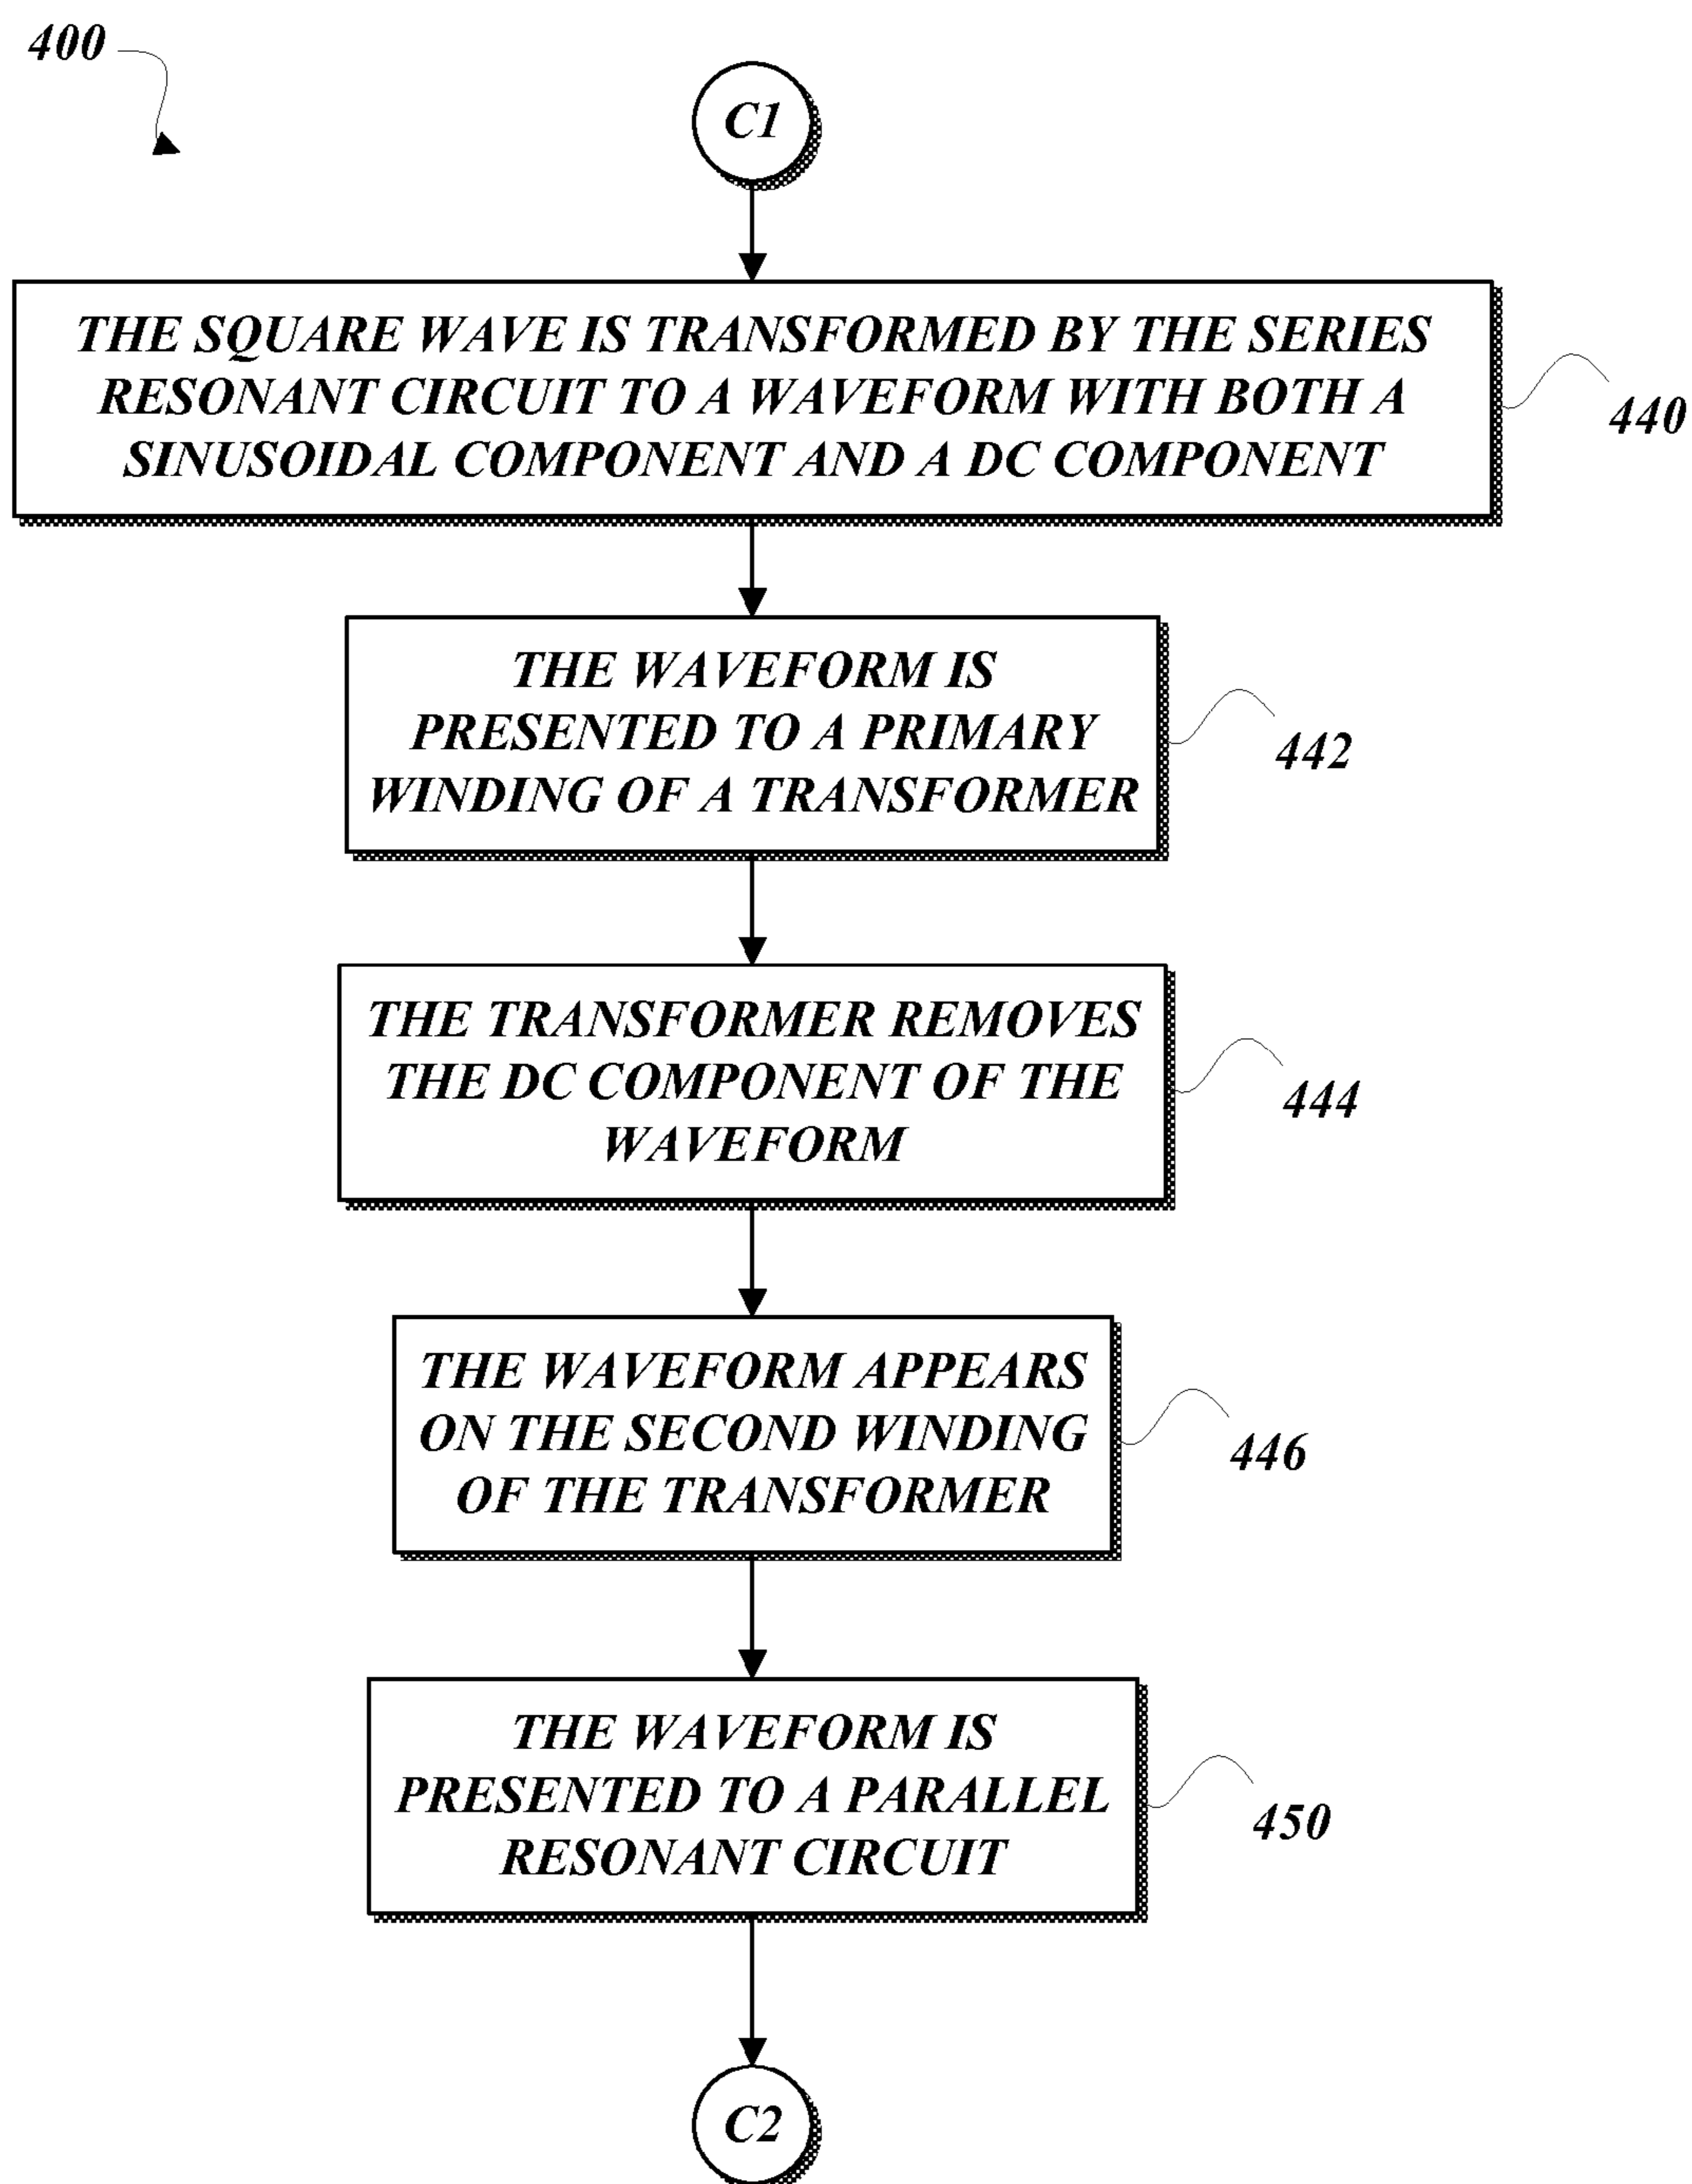 400
C1
THE SQUARE WAVE IS TRANSFORMED BY THE SERIES
RESONANT CIRCUIT TO A WAVEFORM WITH BOTH A
SINUSOIDAL COMPONENT AND A DC COMPONENT
440
THE WAVEFORM IS
PRESENTED TO A PRIMARY
WINDING OF A TRANSFORMER
442
THE TRANSFORMER REMOVES
THE DC COMPONENT OF THE
WAVEFORM
444
THE WAVEFORM APPEARS
ON THE SECOND WINDING
OF THE TRANSFORMER
446
THE WAVEFORM IS
PRESENTED TO A PARALLEL
RESONANT CIRCUIT
450
C2